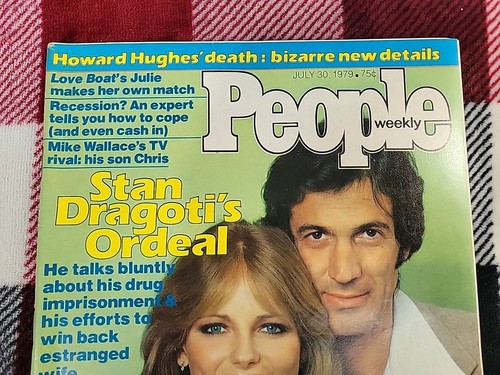 Howard Hughes' death: bizarre new details
Love Boat's Julie
makes her own match
Recession? An expert
tells you how to cope
(and even cash in)
Mike Wallace's TV
rival: his son Chris
JULY 30, 1979 • 75¢
People
weekly
Stan
Dragoti's
Ordeal
He talks bluntly
about his drug
imprisonment &
his efforts to
win back
estranged
wife